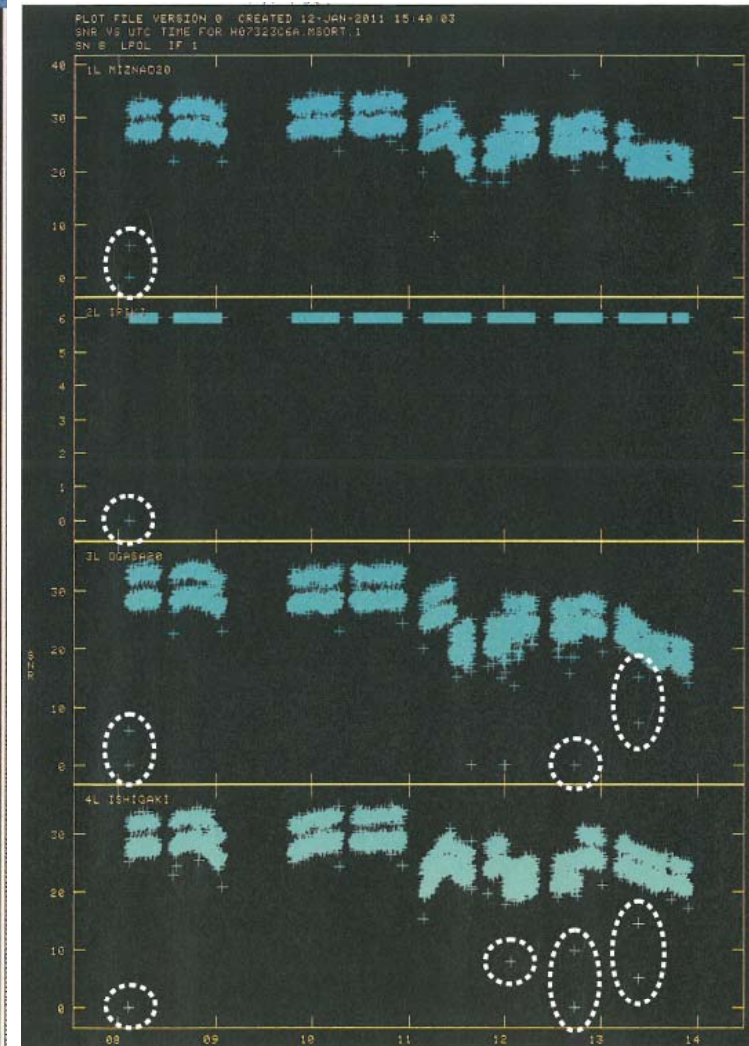 PLOT FILE VERSION 0 CREATED 12-JAN-2011 15:40:03
SNR VS UTC TIME FOR H07323C6A.MSORT.1
SN 8 LPOL IF 1
1L MIZNAO20
40
30
20
10
0
2L IRIKI
6
5
4
3
2
1
0
3L OGASA20
30
20
10
0
SNR
4L ISHIGAKI
30
20
10
0
08 09 10 11 12 13 14